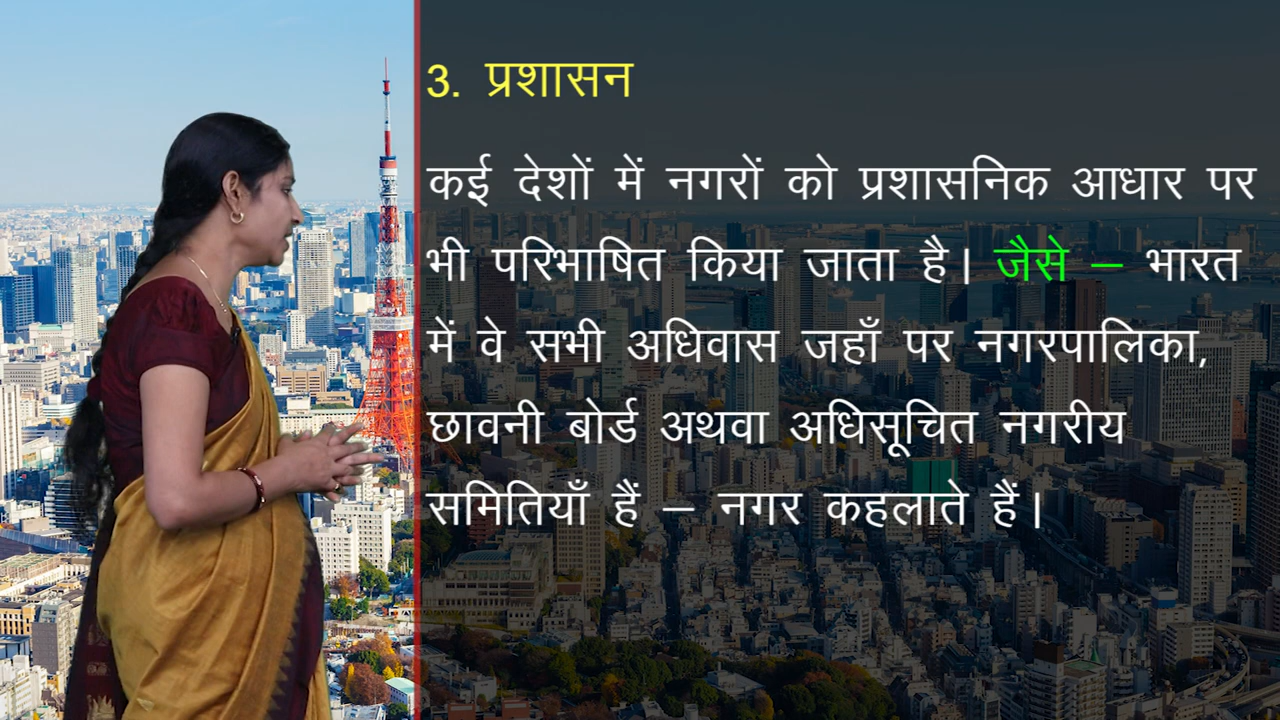 3. प्रशासन
कई देशों में नगरों को प्रशासनिक आधार पर
भी परिभाषित किया जाता है। जैसे – भारत
में वे सभी अधिवास जहाँ पर नगरपालिका,
छावनी बोर्ड अथवा अधिसूचित नगरीय
समितियाँ हैं – नगर कहलाते हैं।